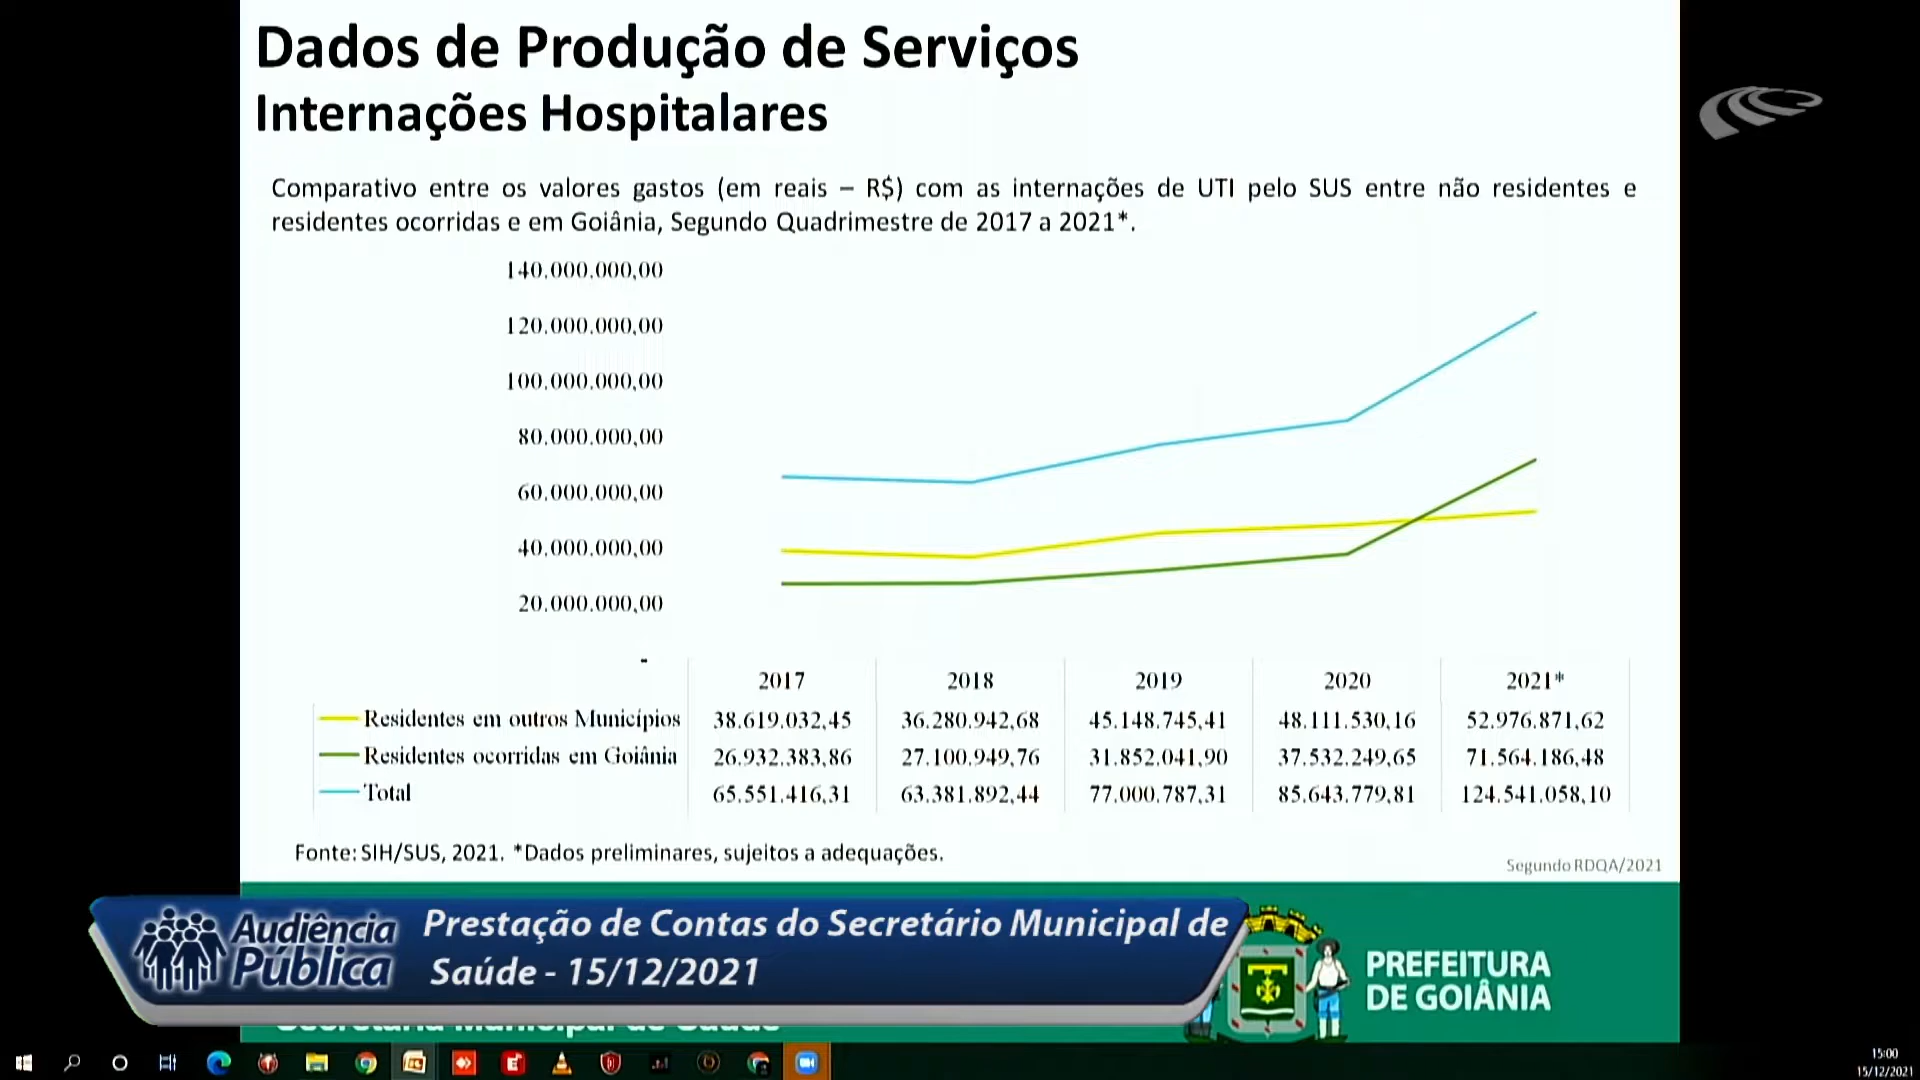 Dados de Produção de Serviços
Internações Hospitalares
Comparativo entre os valores gastos (em reais – R$) com as internações de UTI pelo SUS entre não residentes e
residentes ocorridas e em Goiânia, Segundo Quadrimestre de 2017 a 2021*.
140.000.000,00
120.000.000,00
100.000.000,00
80.000.000,00
60.000.000,00
40.000.000,00
20.000.000,00
-
2017 2018 2019 2020 2021*
Residentes em outros Municípios 38.619.032,45 36.280.942,68 45.148.745,41 48.111.530,16 52.976.871,62
Residentes ocorridas em Goiânia 26.932.383,86 27.100.949,76 31.852.041,90 37.532.249,65 71.564.186,48
Total 65.551.416,31 63.381.892,44 77.000.787,31 85.643.779,81 124.541.058,10
Fonte: SIH/SUS, 2021. *Dados preliminares, sujeitos a adequações.
Segundo RDQA/2021
Audiência
Pública
Prestação de Contas do Secretário Municipal de
Saúde - 15/12/2021
PREFEITURA
DE GOIÂNIA
Secretaria Municipal de Saúde
15:00
15/12/2021